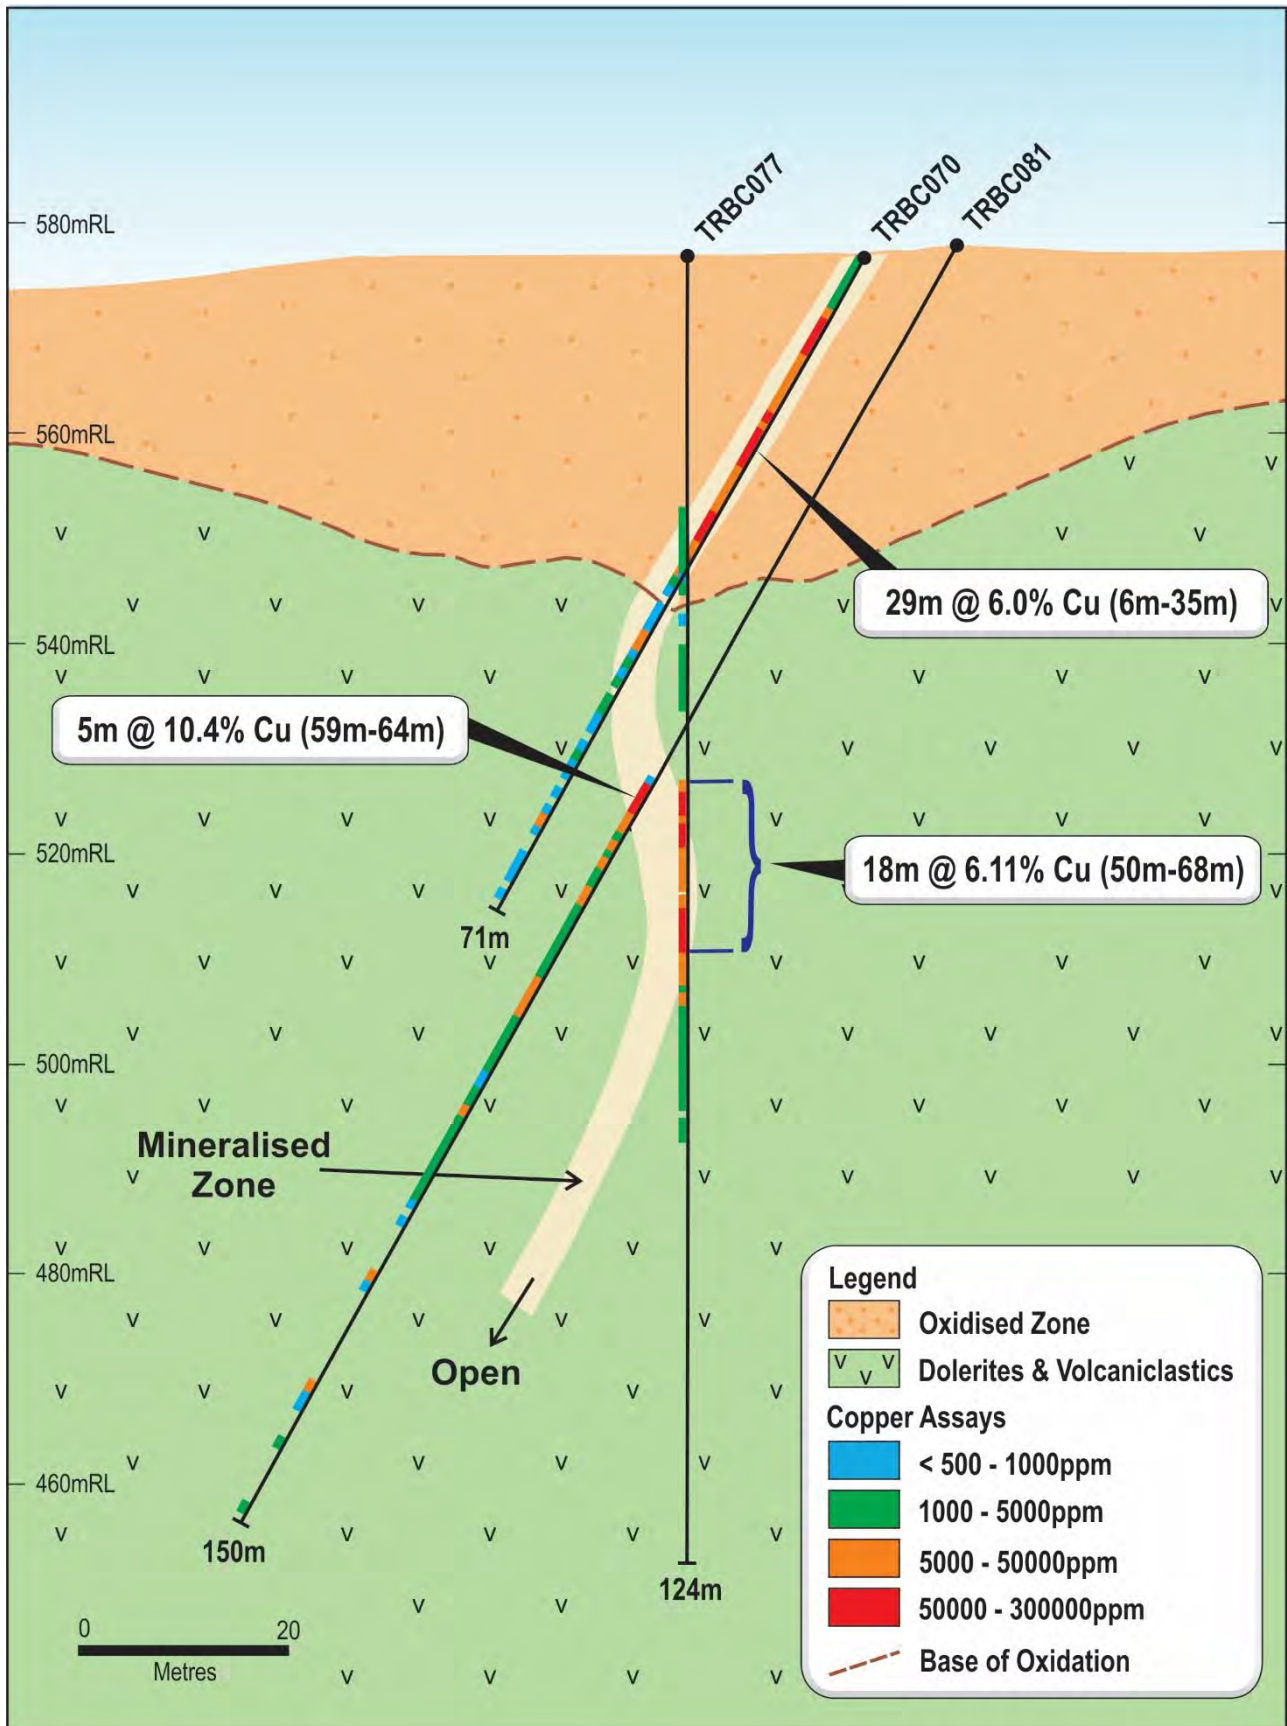 TRBC077
TRBC070
TRBC081
580mRL
560mRL
540mRL
520mRL
500mRL
480mRL
460mRL
29m @ 6.0% Cu (6m-35m)
5m @ 10.4% Cu (59m-64m)
18m @ 6.11% Cu (50m-68m)
71m
Mineralised
Zone
Open
150m
124m
0 20
Metres
Legend
Oxidised Zone
Dolerites & Volcaniclastics
Copper Assays
< 500 - 1000ppm
1000 - 5000ppm
5000 - 50000ppm
50000 - 300000ppm
Base of Oxidation